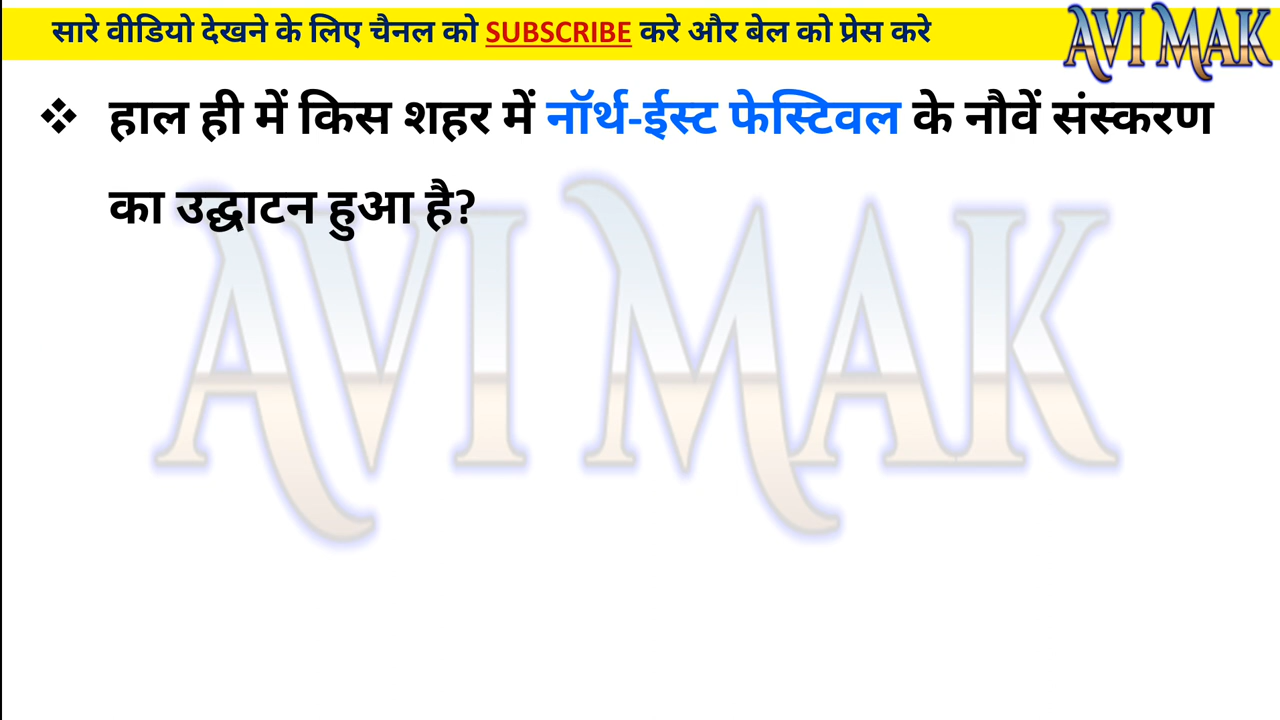 सारे वीडियो देखने के लिए चैनल को SUBSCRIBE करे और बेल को प्रेस करे
AVI MAK
❖ हाल ही में किस शहर में नॉर्थ-ईस्ट फेस्टिवल के नौवें संस्करण
का उद्घाटन हुआ है?
AVI MAK